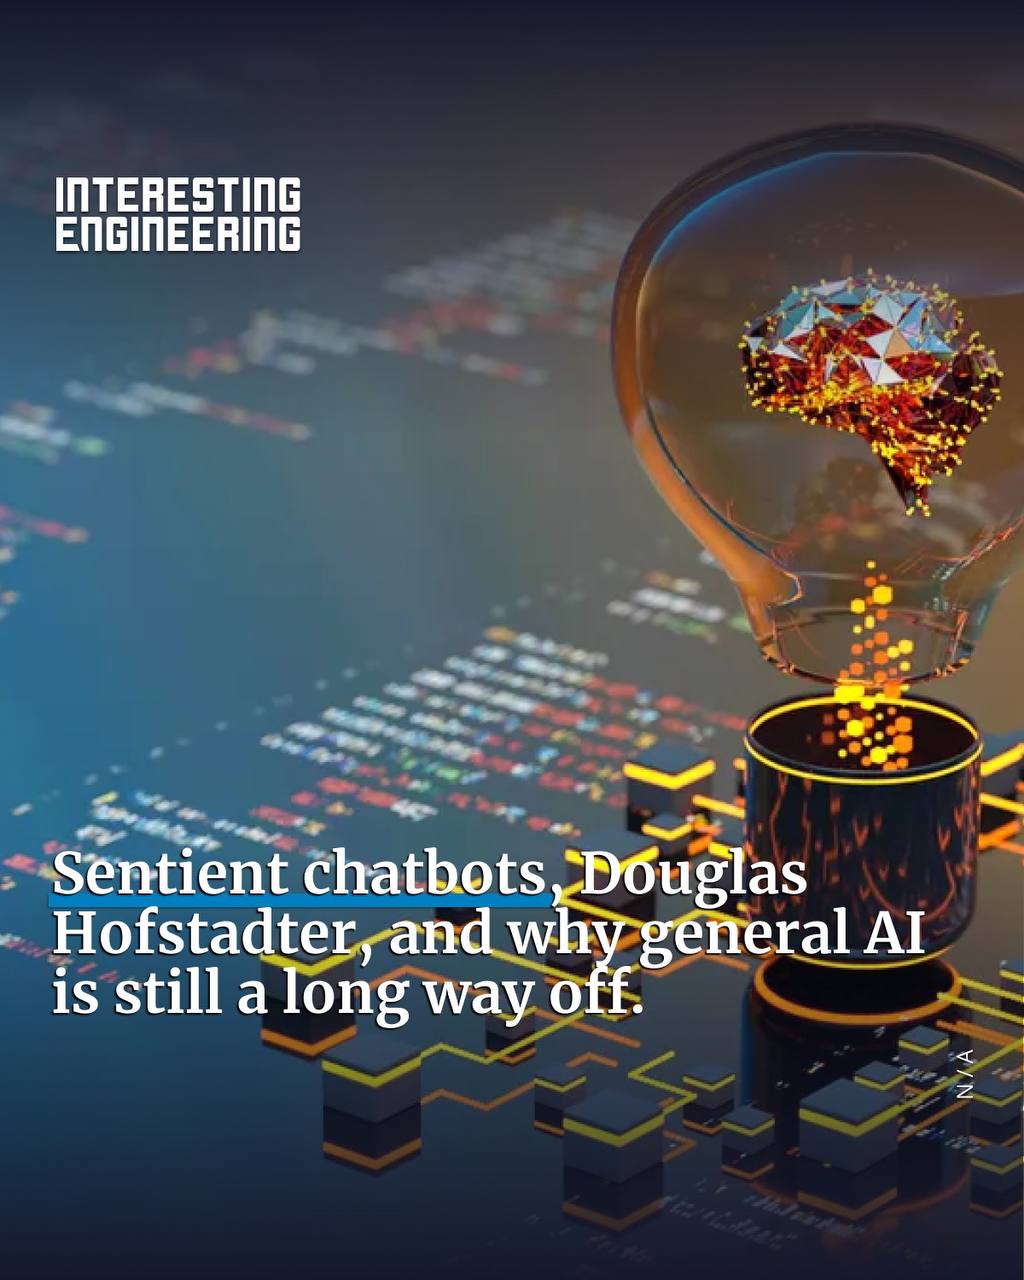 INTERESTING
ENGINEERING
Sentient chatbots, Douglas
Hofstadter, and why general AI
is still a long way off.
N/A